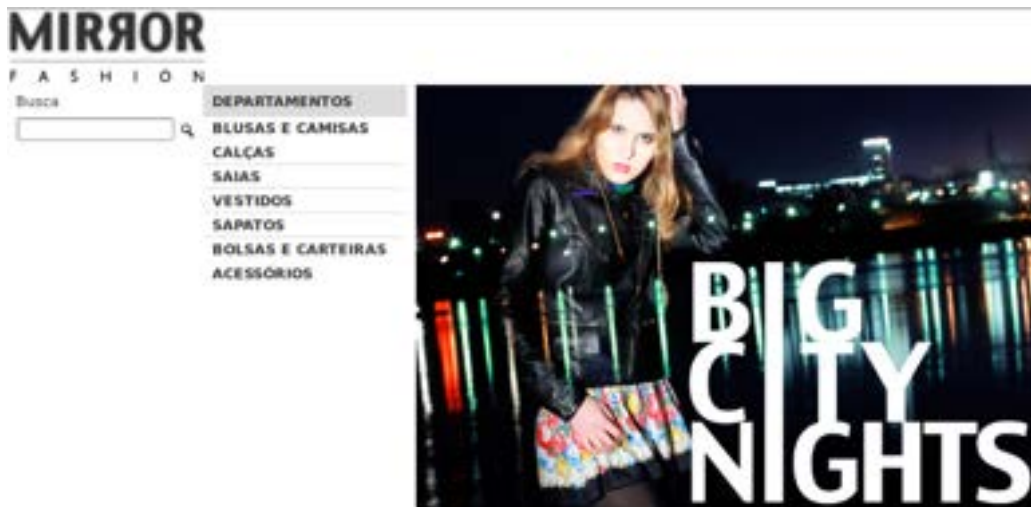 MIRROR
FASHION
Busca
DEPARTAMENTOS
BLUSAS E CAMISAS
CALÇAS
SAIAS
VESTIDOS
SAPATOS
BOLSAS E CARTEIRAS
ACESSÓRIOS
BIG
CITY
NIGHTS